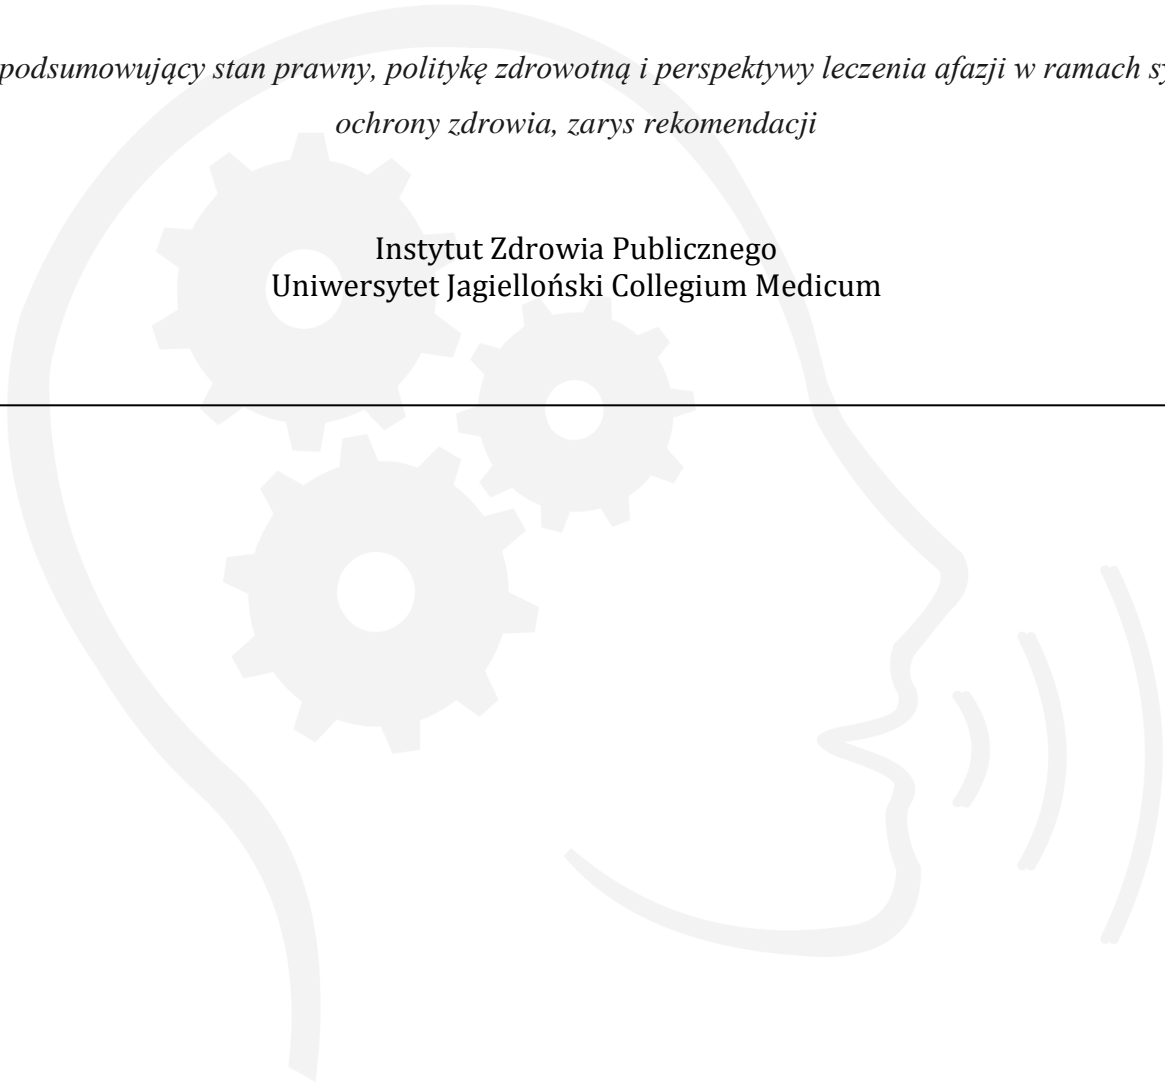 podsumowujący stan prawny, politykę zdrowotną i perspektywy leczenia afazji w ramach sy
ochrony zdrowia, zarys rekomendacji
Instytut Zdrowia Publicznego
Uniwersytet Jagielloński Collegium Medicum